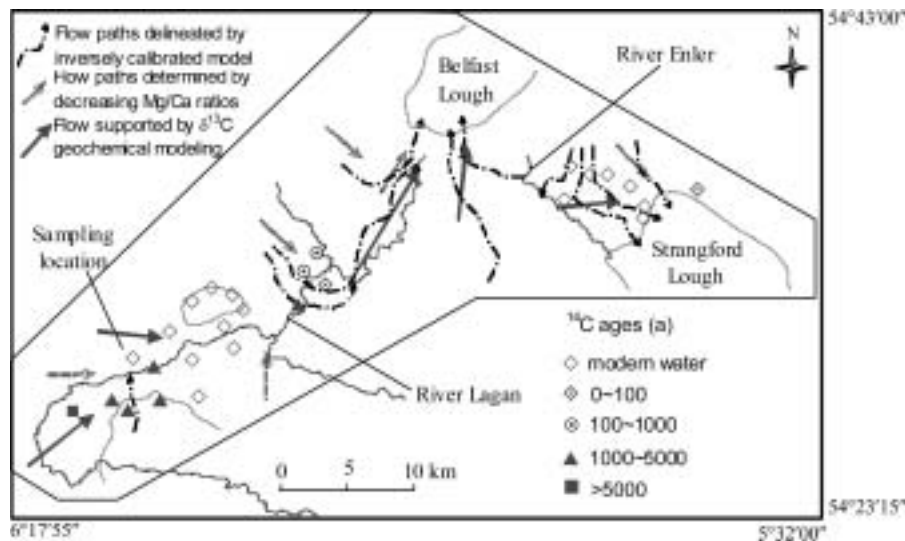 54°43′00″
Flow paths delineated by
inversely calibrated model
How paths determined by
decreasing Mg/Ca ratios
Flow supported by δ¹³C
geochemical modeling
Belfast
Lough
River Enler
N
Sampling
location
Strangford
Lough
¹⁴C ages (a)
modern water
0~100
100~1000
1000~5000
>5000
River Lagan
0 5 10 km
54°23′15″
6°17′55″
5°32′00″